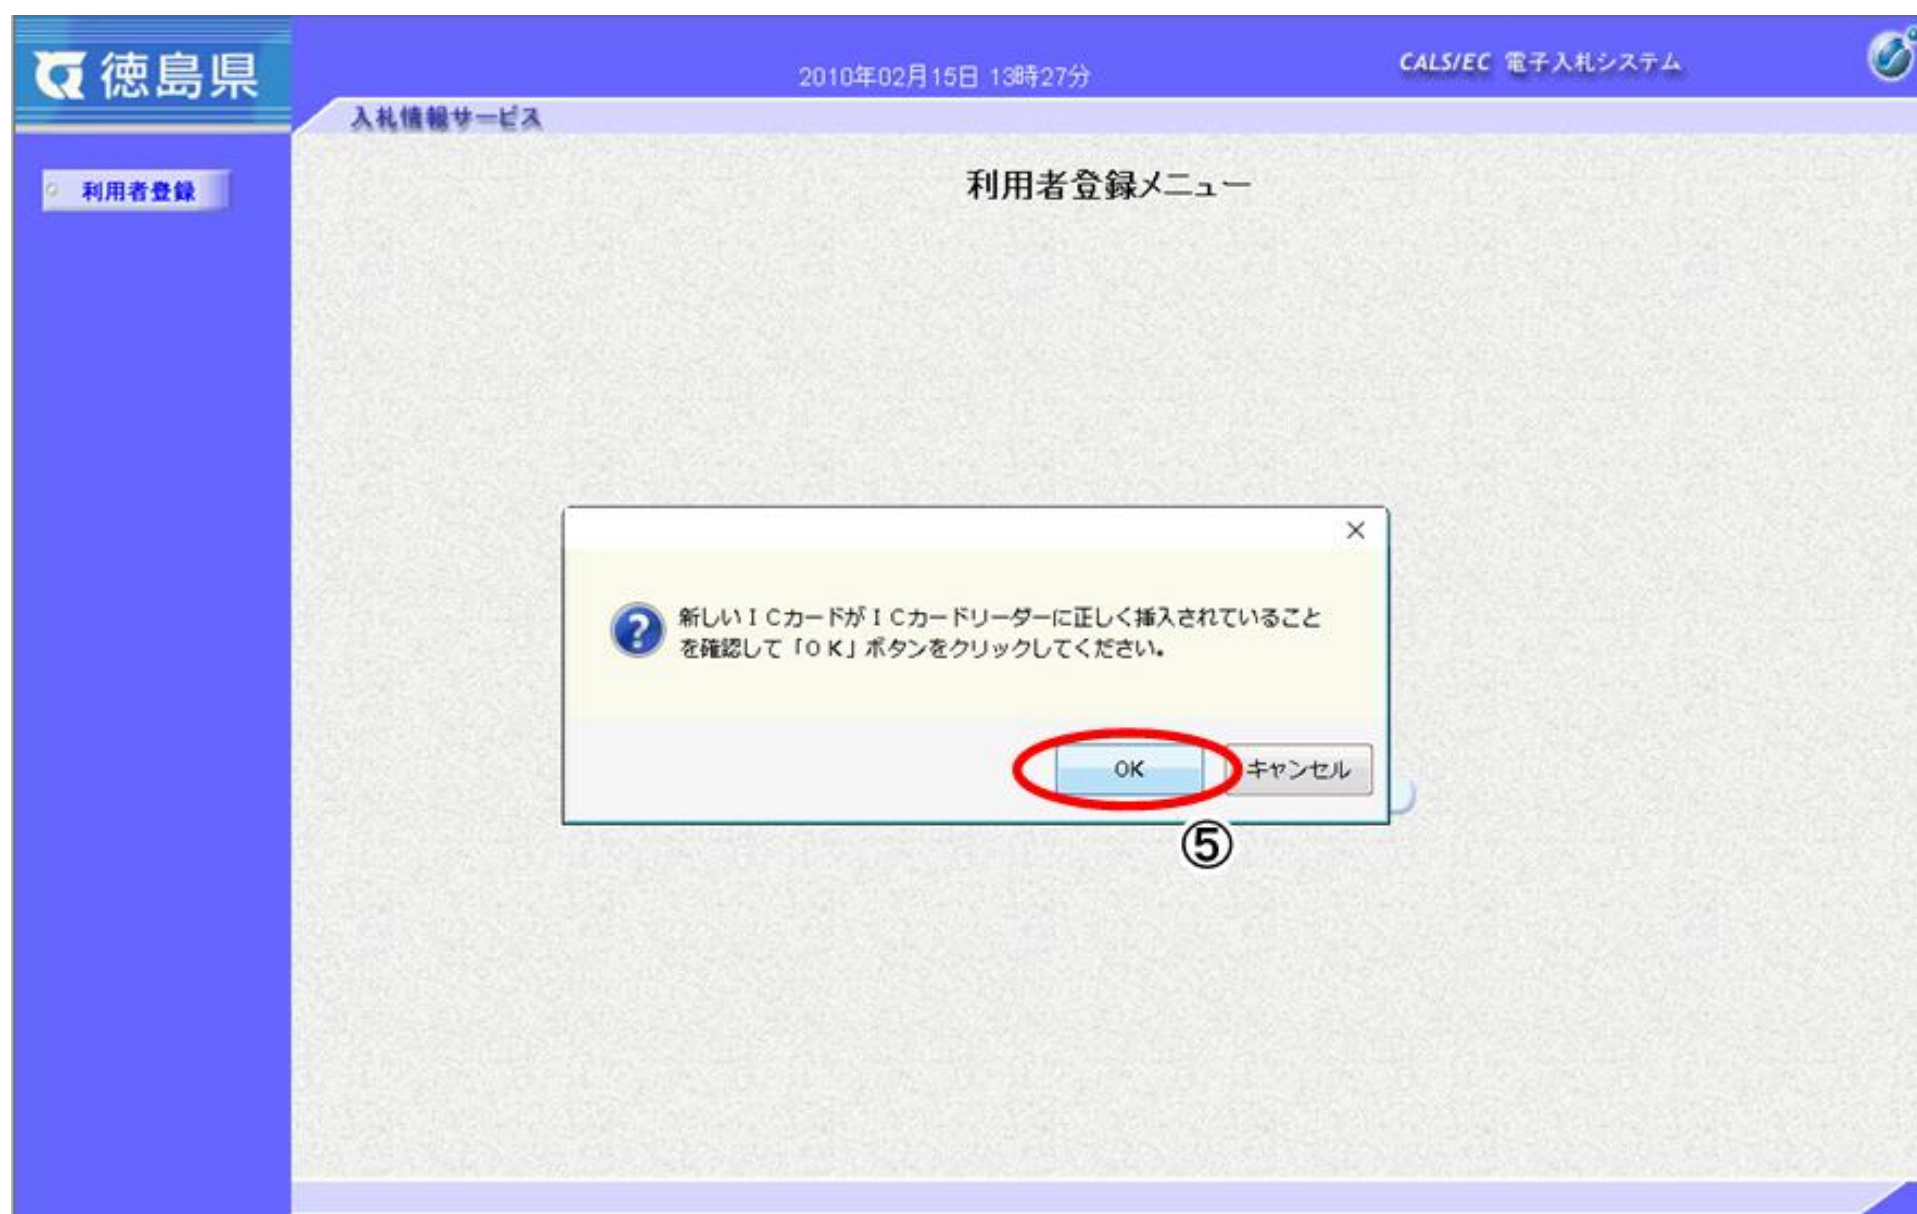 徳島県
2010年02月15日 13時27分
CALS/EC 電子入札システム
入札情報サービス
利用者登録
利用者登録メニュー
新しいICカードがICカードリーダーに正しく挿入されていること
を確認して「OK」ボタンをクリックしてください。
OK
キャンセル
⑤